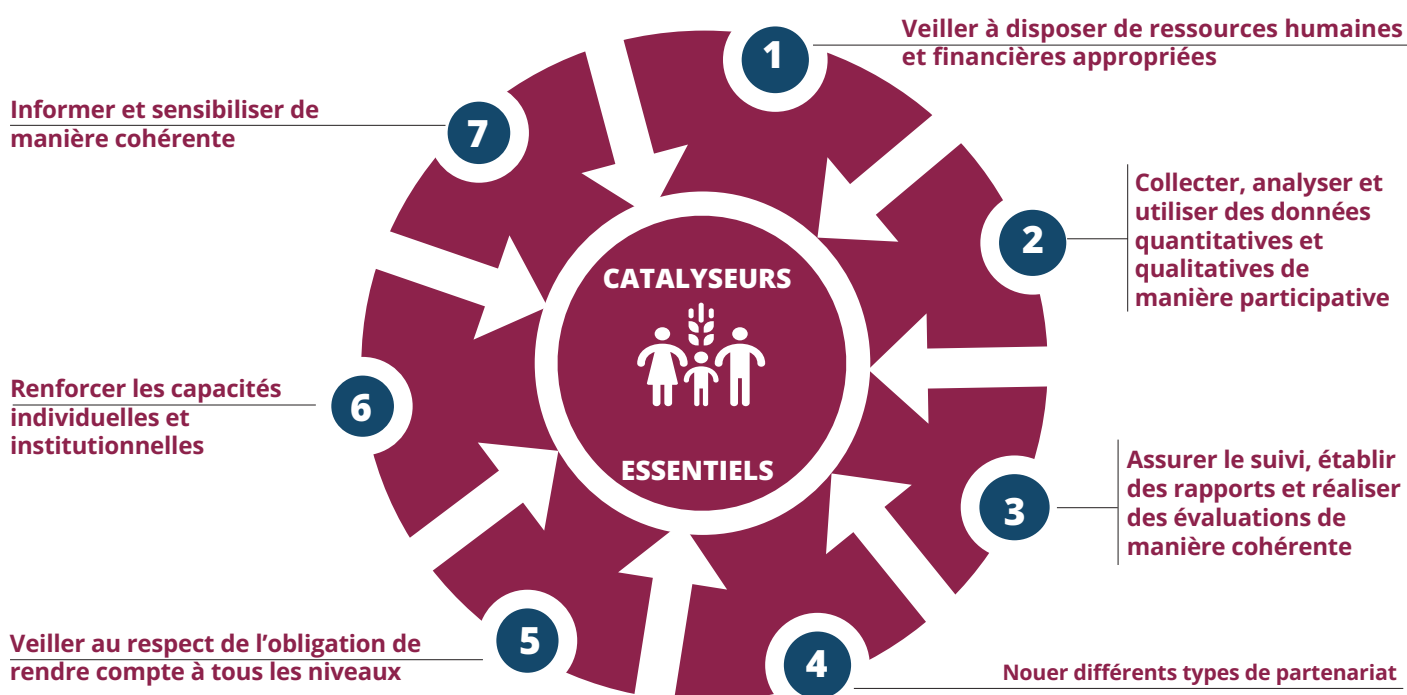 1
Veiller à disposer de ressources humaines
et financières appropriées
2
Collecter, analyser et
utiliser des données
quantitatives et
qualitatives de
manière participative
3
Assurer le suivi, établir
des rapports et réaliser
des évaluations de
manière cohérente
4
Nouer différents types de partenariat
5
Veiller au respect de l’obligation de
rendre compte à tous les niveaux
6
Renforcer les capacités
individuelles et
institutionnelles
7
Informer et sensibiliser de
manière cohérente
CATALYSEURS
ESSENTIELS